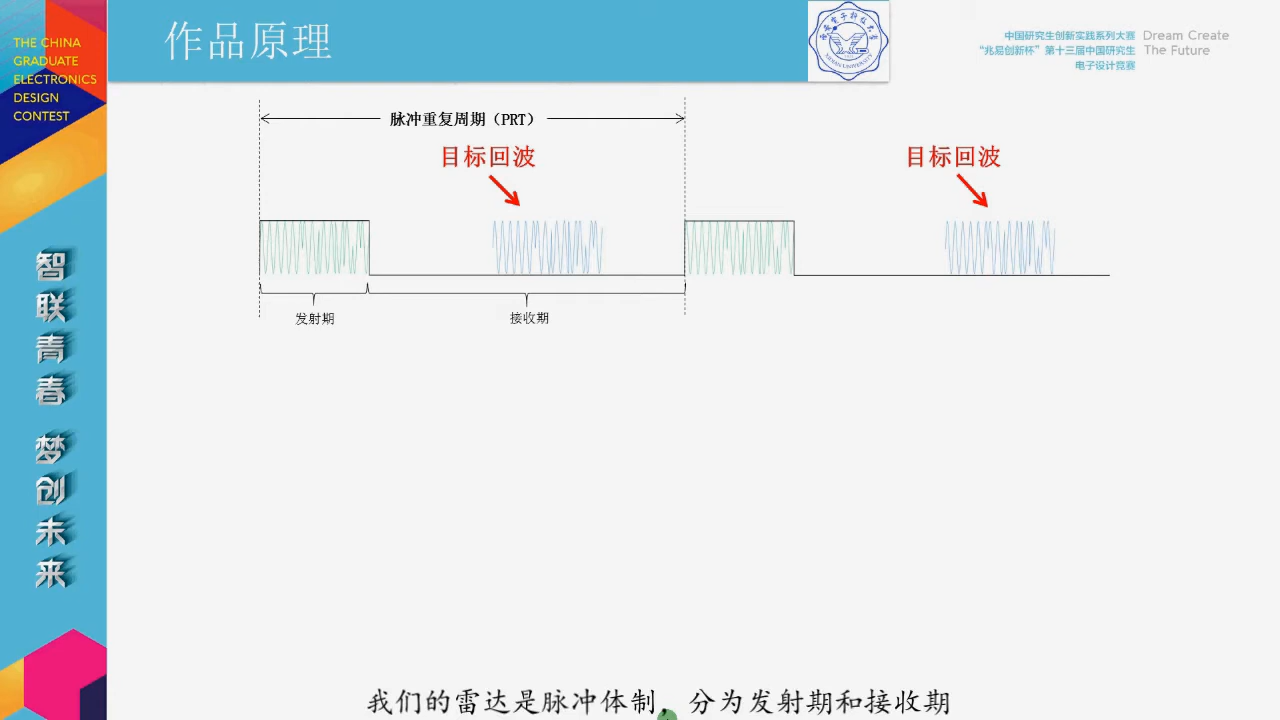 THE CHINA
GRADUATE
ELECTRONICS
DESIGN
CONTEST
作品原理
中国研究生创新实践系列大赛
“兆易创新杯”第十三届中国研究生
电子设计竞赛
Dream Create
The Future
脉冲重复周期（PRT）
目标回波
目标回波
发射期
接收期
智联青春 梦创未来
我们的雷达是脉冲体制，分为发射期和接收期